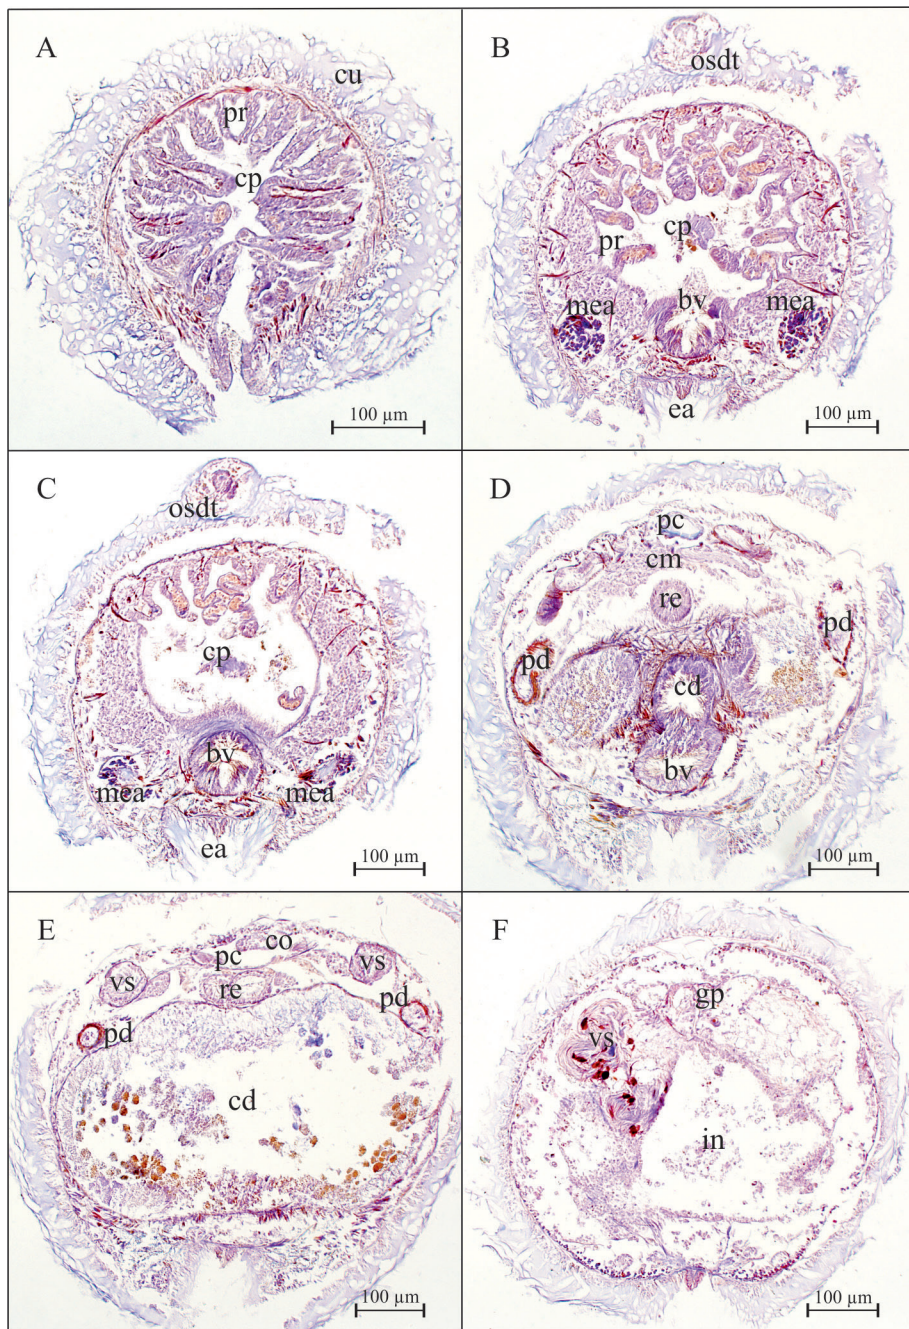 A
cu
pr
cp
100 µm
B
osdt
cp
pr
bv
mea
mea
ea
100 µm
C
osdt
cp
bv
mea
mea
ea
100 µm
D
pc
cm
re
pd
pd
cd
bv
100 µm
E
co
pc
vs
vs
re
pd
pd
cd
100 µm
F
gp
vs
in
100 µm